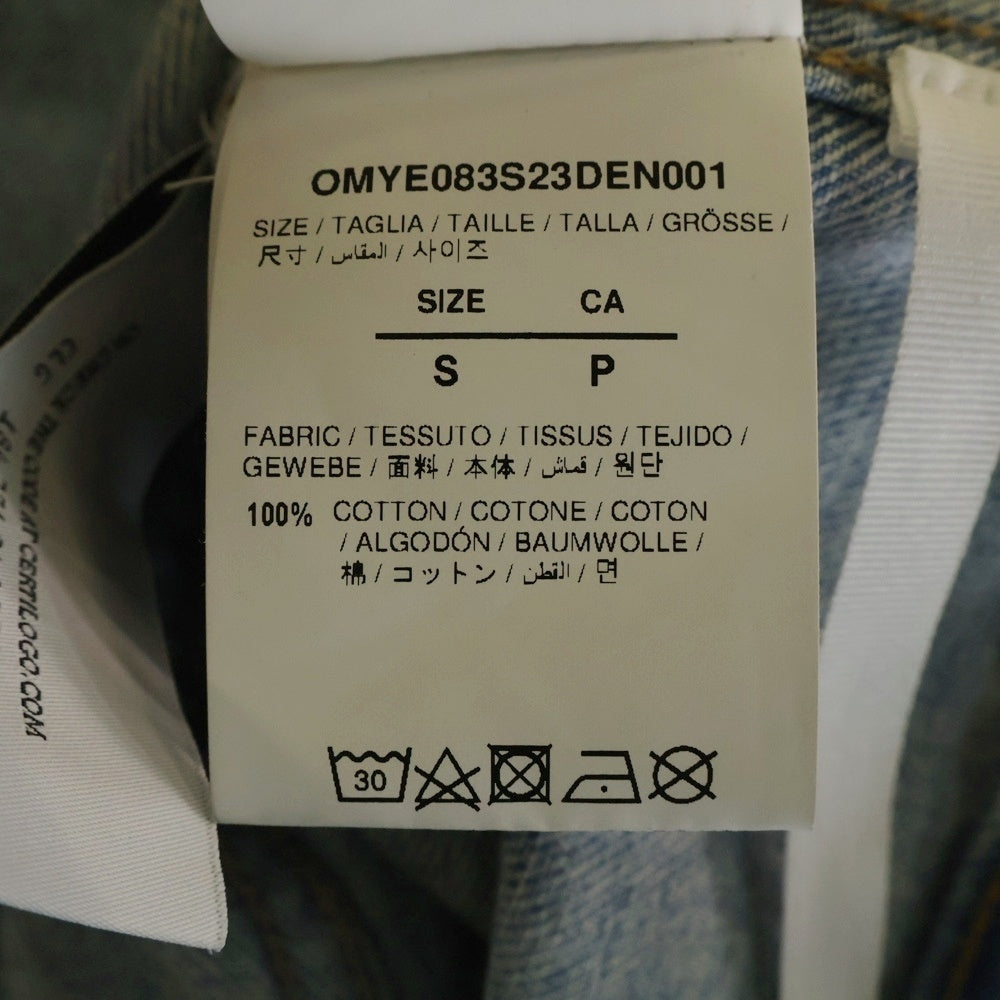 OMYE083S23DEN001
SIZE / TAGLIA / TAILLE / TALLA / GRÖSSE /
尺寸 / المقاس / 사이즈
SIZE CA
S P
FABRIC / TESSUTO / TISSUS / TEJIDO /
GEWEBE / 面料 / 本体 / قماش / 원단
100% COTTON / COTONE / COTON
/ ALGODÓN / BAUMWOLLE /
棉 / コットン / القطن / 면
30
CERTILOGO.COM